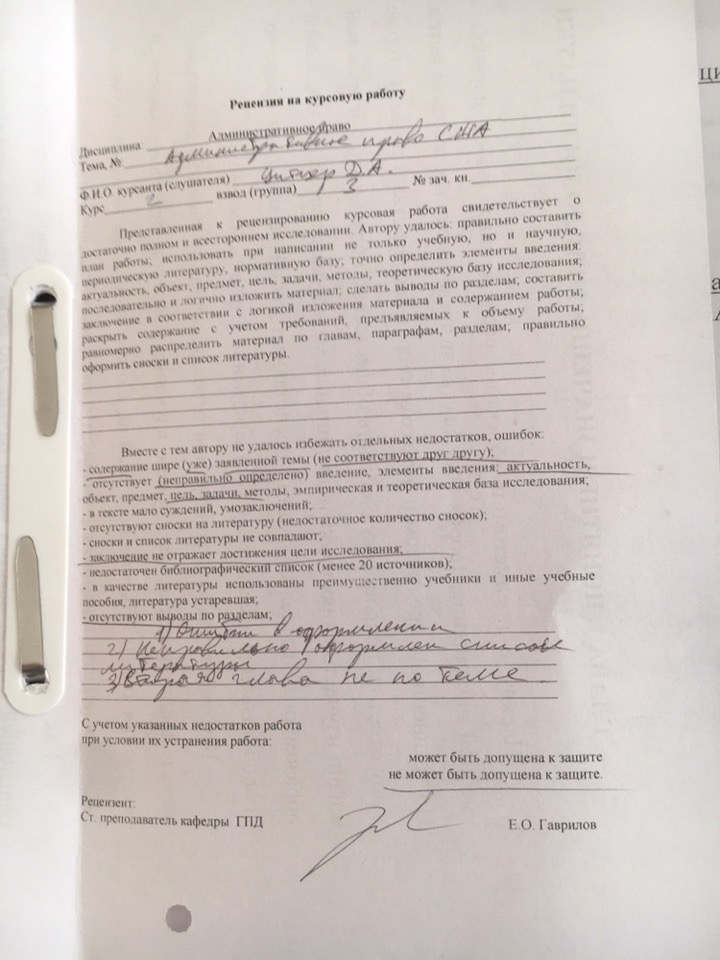 Рецензия на курсовую работу
Дисциплина Административное право
Тема, № Административное право США
Ф.И.О. курсанта (слушателя) Д.А.
Курс 2 взвод (группа) 3 № зач. кн.
Представленная к рецензированию курсовая работа свидетельствует о
достаточно полном и всестороннем исследовании. Автору удалось: правильно составить
план работы; использовать при написании не только учебную, но и научную,
периодическую литературу, нормативную базу; точно определить элементы введения:
актуальность, объект, предмет, цель, задачи, методы, теоретическую базу исследования;
последовательно и логично изложить материал; сделать выводы по разделам; составить
заключение в соответствии с логикой изложения материала и содержанием работы;
раскрыть содержание с учетом требований, предъявляемых к объему работы;
равномерно распределить материал по главам, параграфам, разделам; правильно
оформить сноски и список литературы.
Вместе с тем автору не удалось избежать отдельных недостатков, ошибок:
- содержание шире (уже) заявленной темы (не соответствуют друг другу);
- отсутствует (неправильно определено) введение, элементы введения: актуальность,
объект, предмет, цель, задачи, методы, эмпирическая и теоретическая база исследования;
- в тексте мало суждений, умозаключений;
- отсутствуют сноски на литературу (недостаточное количество сносок);
- сноски и список литературы не совпадают;
- заключение не отражает достижения цели исследования;
- недостаточен библиографический список (менее 20 источников);
- в качестве литературы использованы преимущественно учебники и иные учебные
пособия, литература устаревшая;
- отсутствуют выводы по разделам;
1) Ошибки в оформлении
2) Неправильно оформлен список
литературы
3) Вторая глава не по теме
С учетом указанных недостатков работа
при условии их устранения работа:
может быть допущена к защите
не может быть допущена к защите.
Рецензент:
Ст. преподаватель кафедры ГПД Е.О. Гаврилов